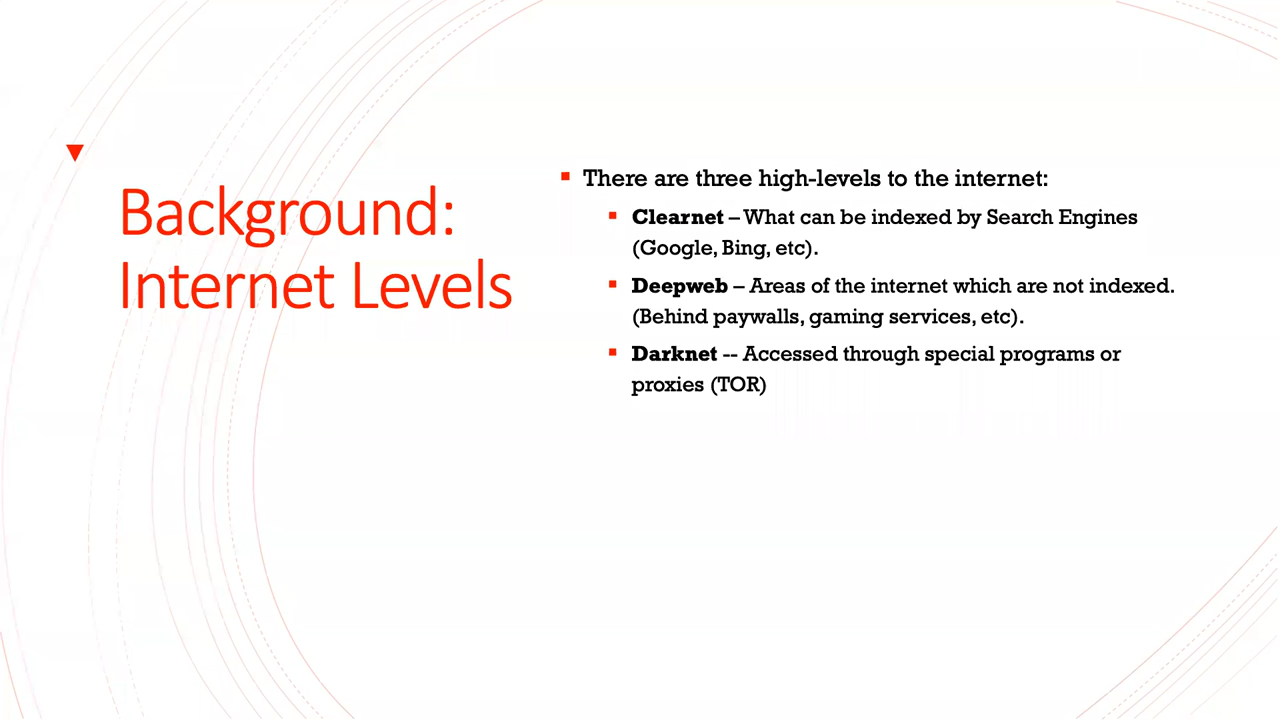 Background:
Internet Levels
There are three high-levels to the internet:
Clearnet – What can be indexed by Search Engines
(Google, Bing, etc).
Deepweb – Areas of the internet which are not indexed.
(Behind paywalls, gaming services, etc).
Darknet -- Accessed through special programs or
proxies (TOR)